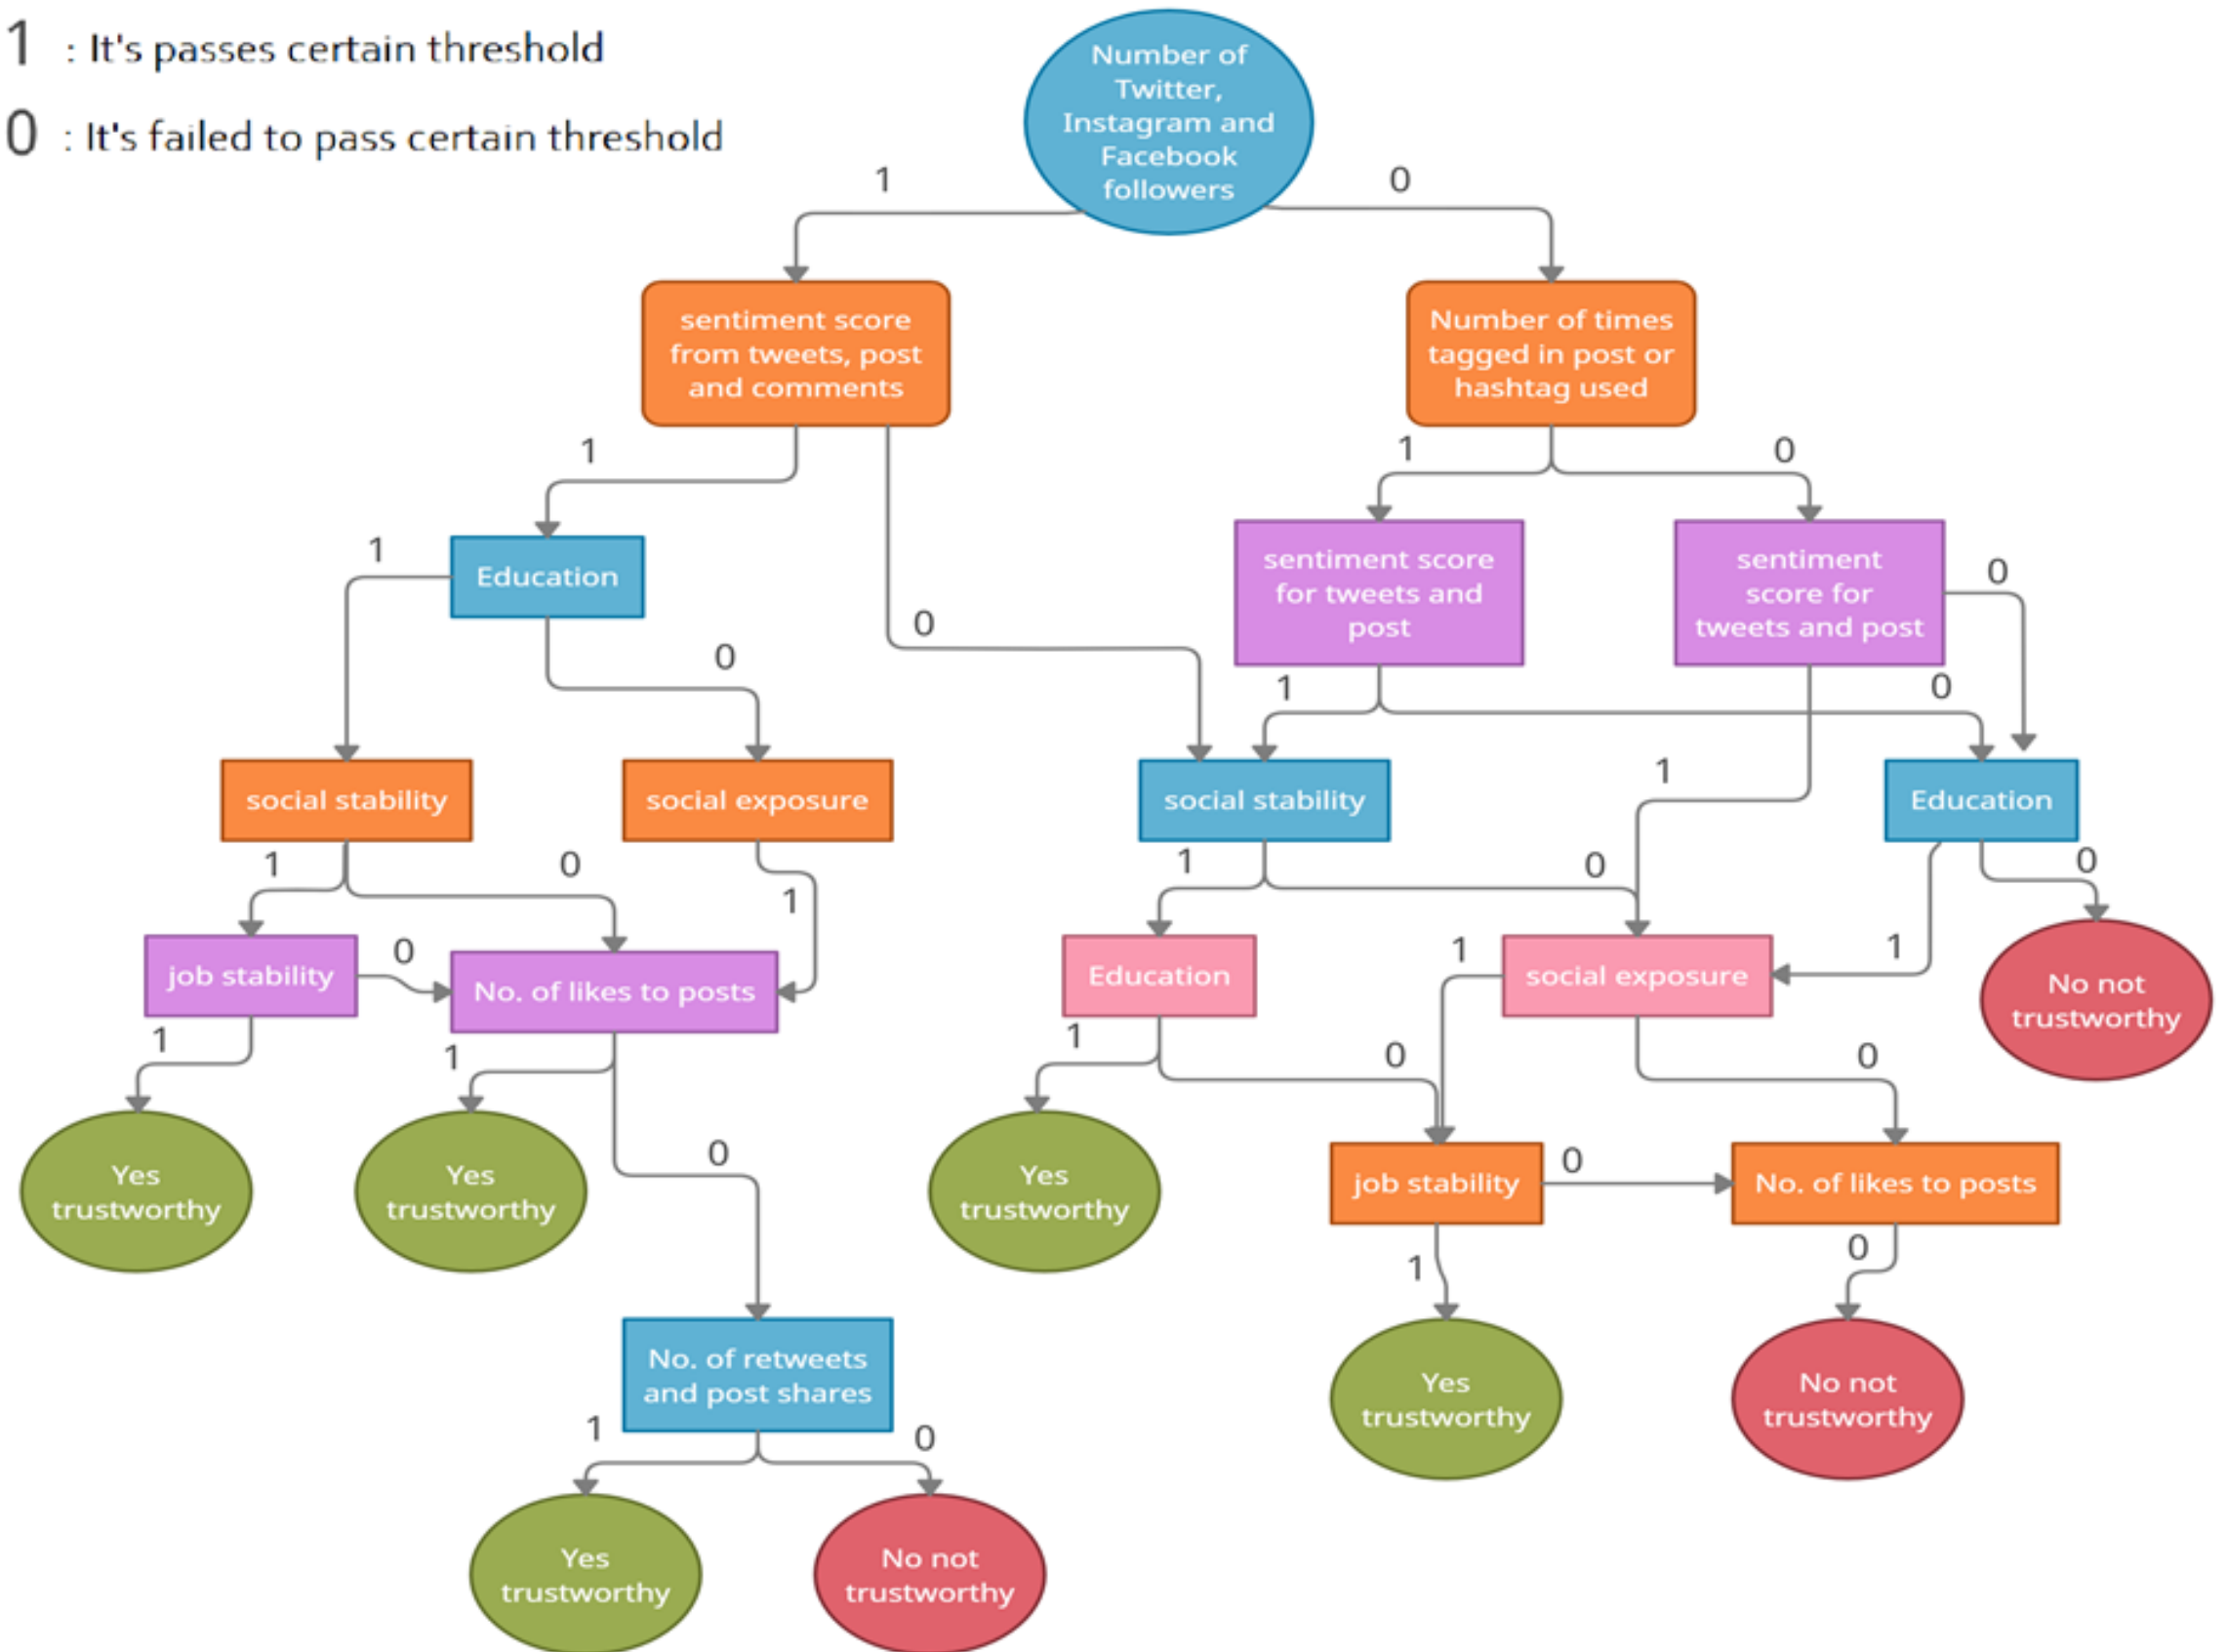 1 : It's passes certain threshold
0 : It's failed to pass certain threshold
Number of
Twitter,
Instagram and
Facebook
followers
1
0
sentiment score
from tweets, post
and comments
Number of times
tagged in post or
hashtag used
1
0
1
0
Education
sentiment score
for tweets and
post
sentiment
score for
tweets and post
1
0
0
1
0
1
social stability
social exposure
social stability
Education
1
0
1
1
0
1
0
job stability
0
No. of likes to posts
Education
1
social exposure
No not
trustworthy
1
1
1
0
0
Yes
trustworthy
Yes
trustworthy
0
Yes
trustworthy
job stability
0
No. of likes to posts
1
0
No. of retweets
and post shares
Yes
trustworthy
No not
trustworthy
1
0
Yes
trustworthy
No not
trustworthy